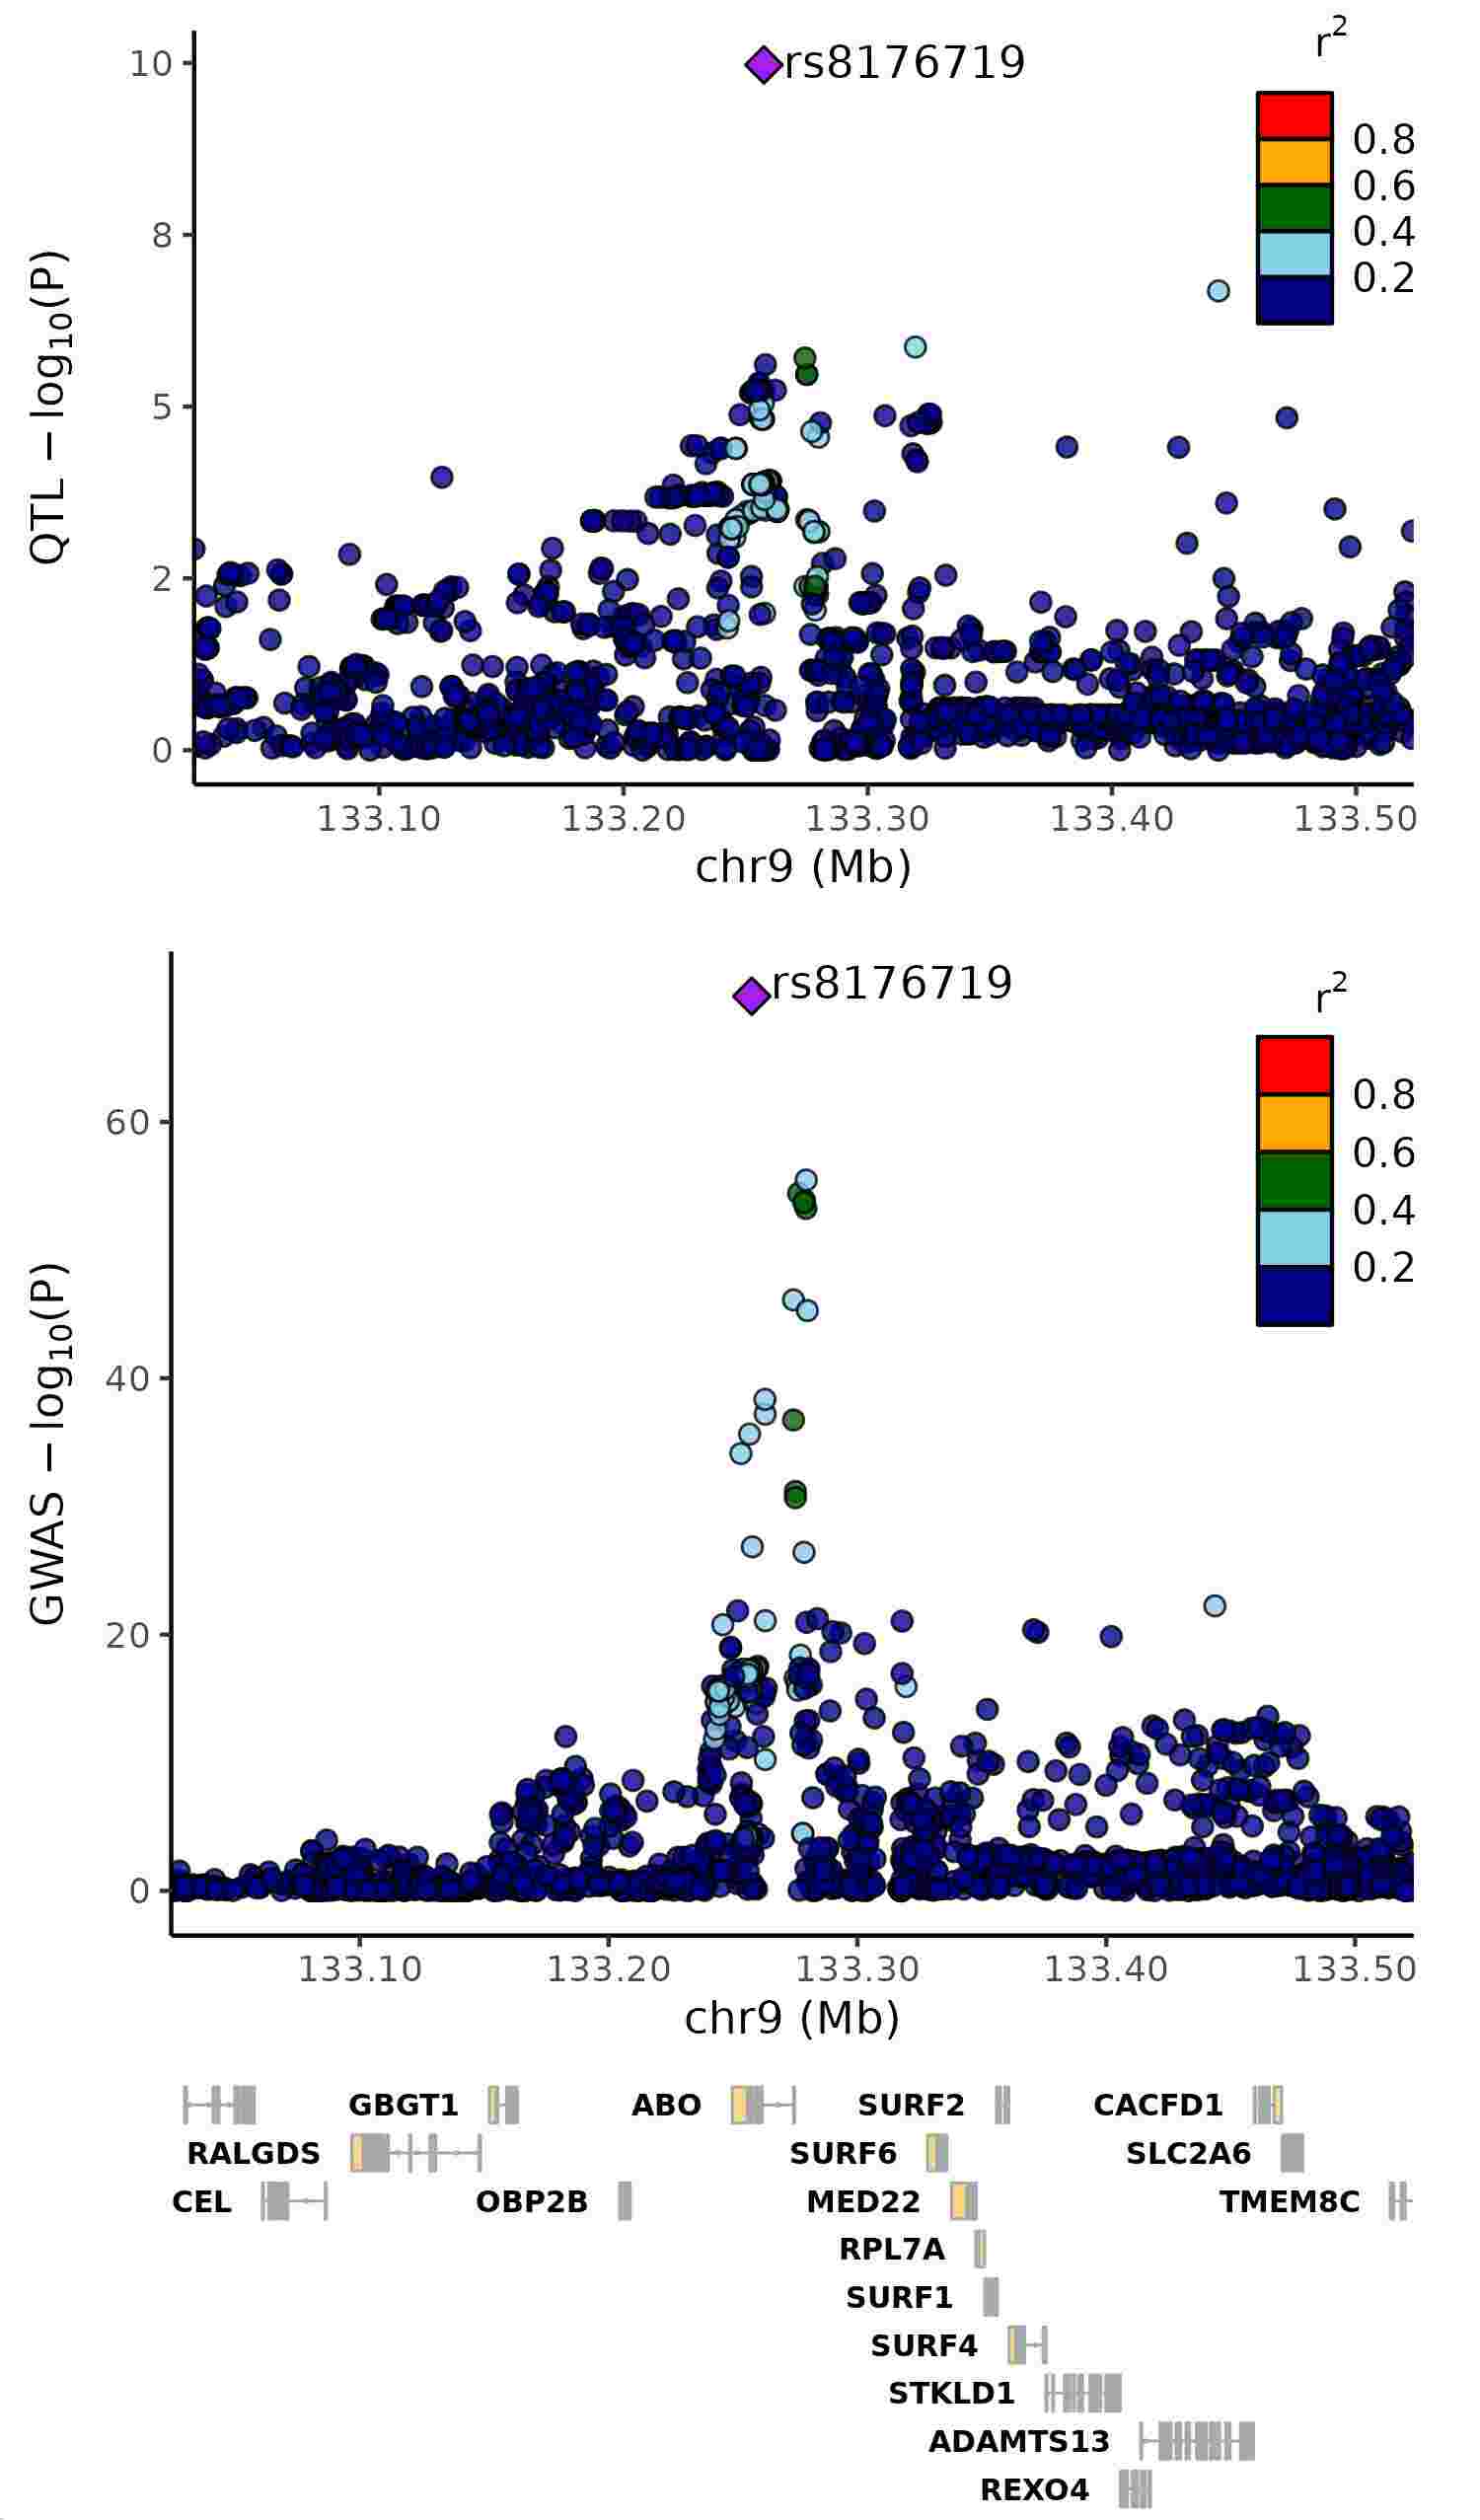 rs8176719
r2
0.8
0.6
0.4
0.2
10
8
5
2
0
QTL −log10(P)
133.10 133.20 133.30 133.40 133.50
chr9 (Mb)
rs8176719
r2
0.8
0.6
0.4
0.2
60
40
20
0
GWAS −log10(P)
133.10 133.20 133.30 133.40 133.50
chr9 (Mb)
GBGT1 ABO SURF2 CACFD1
RALGDS SURF6 SLC2A6
CEL OBP2B MED22 TMEM8C
RPL7A
SURF1
SURF4
STKLD1
ADAMTS13
REXO4